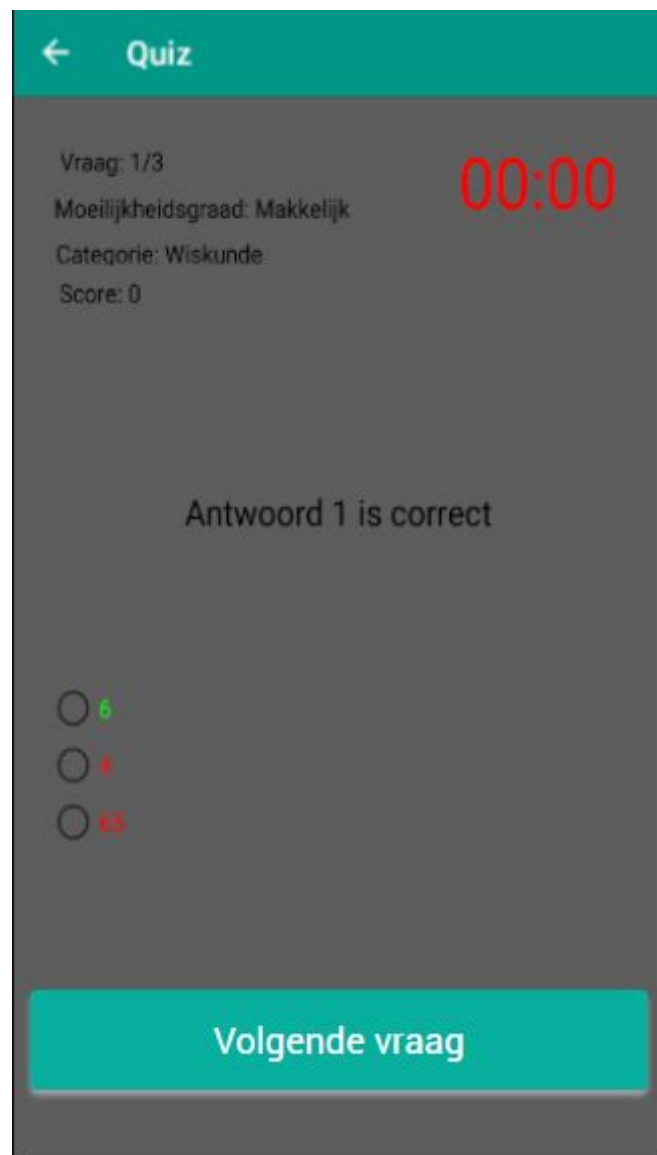 Quiz
Vraag: 1/3
00:00
Moeilijkheidsgraad: Makkelijk
Categorie: Wiskunde
Score: 0
Antwoord 1 is correct
6
4
65
Volgende vraag